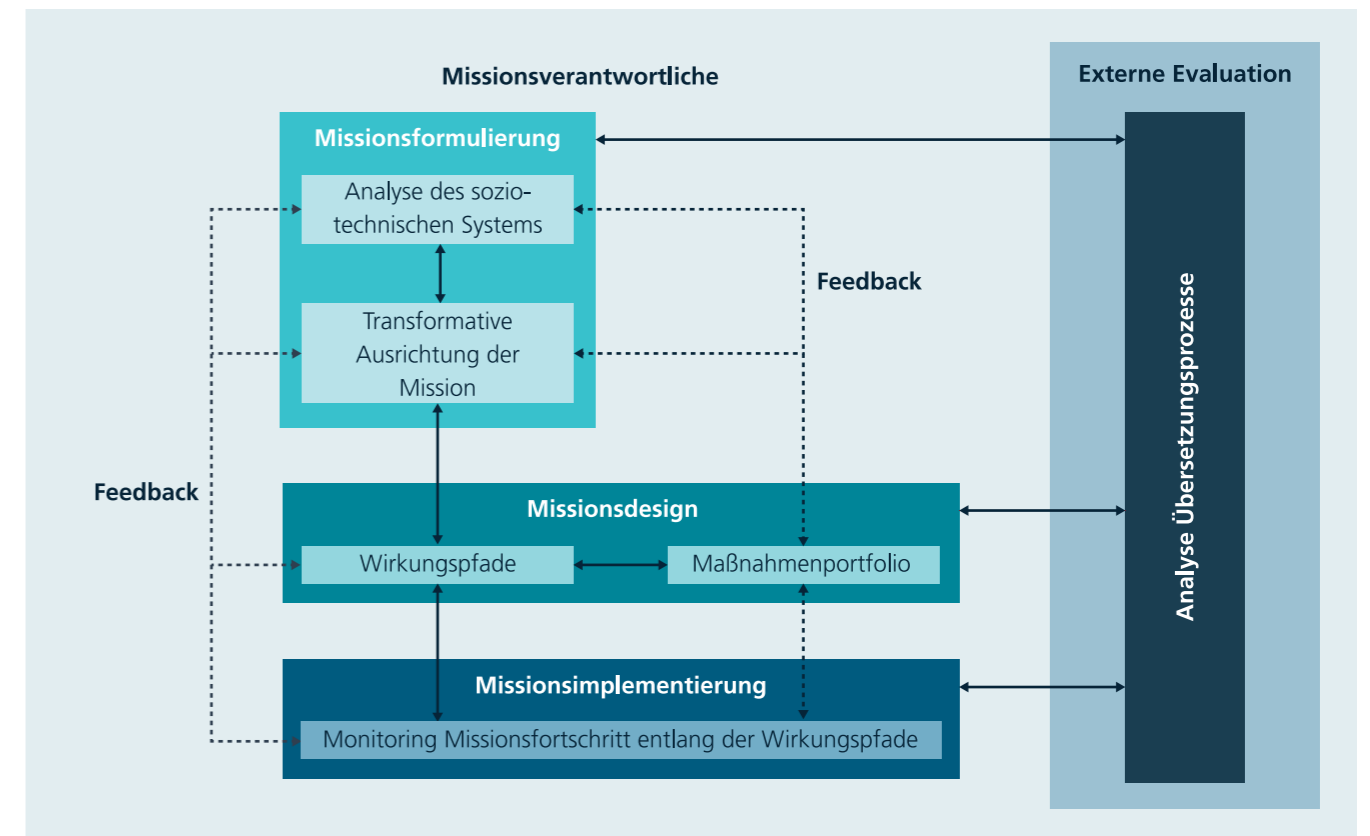 Missionsverantwortliche
Externe Evaluation
Missionsformulierung
Analyse des sozio-
technischen Systems
Feedback
Transformative
Ausrichtung der
Mission
Feedback
Missionsdesign
Wirkungspfade
Maßnahmenportfolio
Missionsimplementierung
Monitoring Missionsfortschritt entlang der Wirkungspfade
Analyse Übersetzungsprozesse